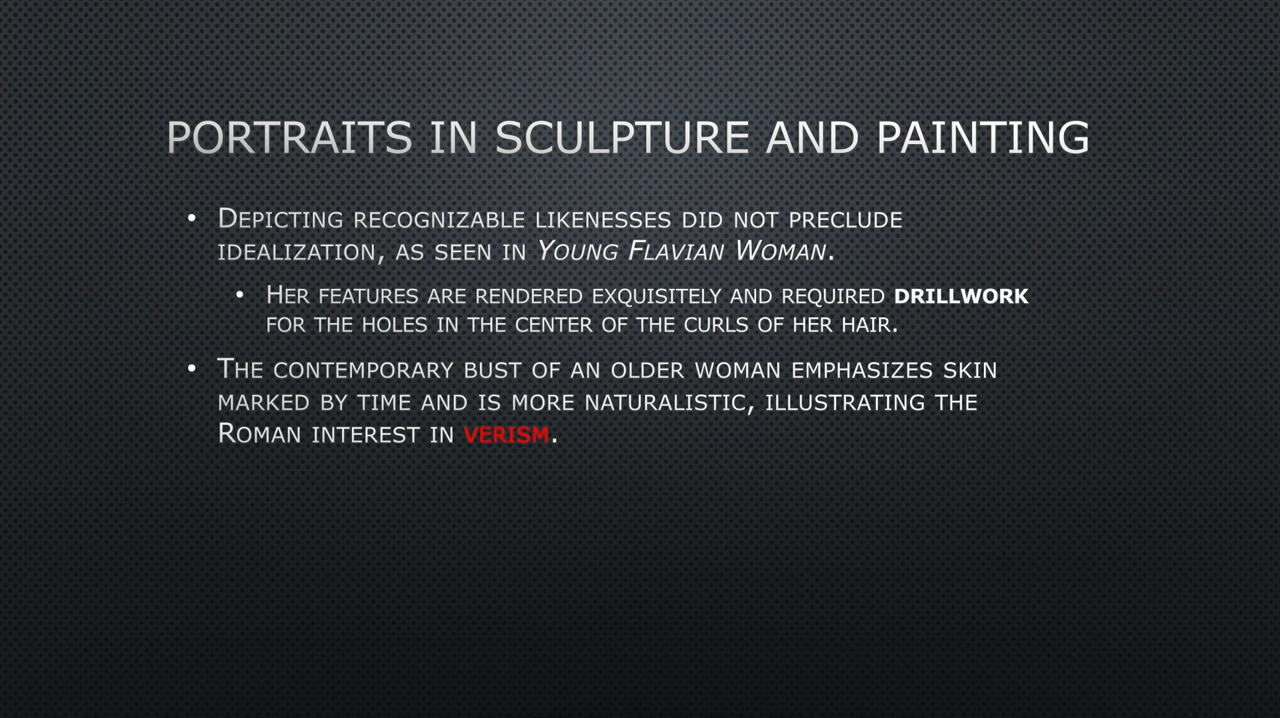 PORTRAITS IN SCULPTURE AND PAINTING
• DEPICTING RECOGNIZABLE LIKENESSES DID NOT PRECLUDE
IDEALIZATION, AS SEEN IN YOUNG FLAVIAN WOMAN.
• HER FEATURES ARE RENDERED EXQUISITELY AND REQUIRED DRILLWORK
FOR THE HOLES IN THE CENTER OF THE CURLS OF HER HAIR.
• THE CONTEMPORARY BUST OF AN OLDER WOMAN EMPHASIZES SKIN
MARKED BY TIME AND IS MORE NATURALISTIC, ILLUSTRATING THE
ROMAN INTEREST IN VERISM.